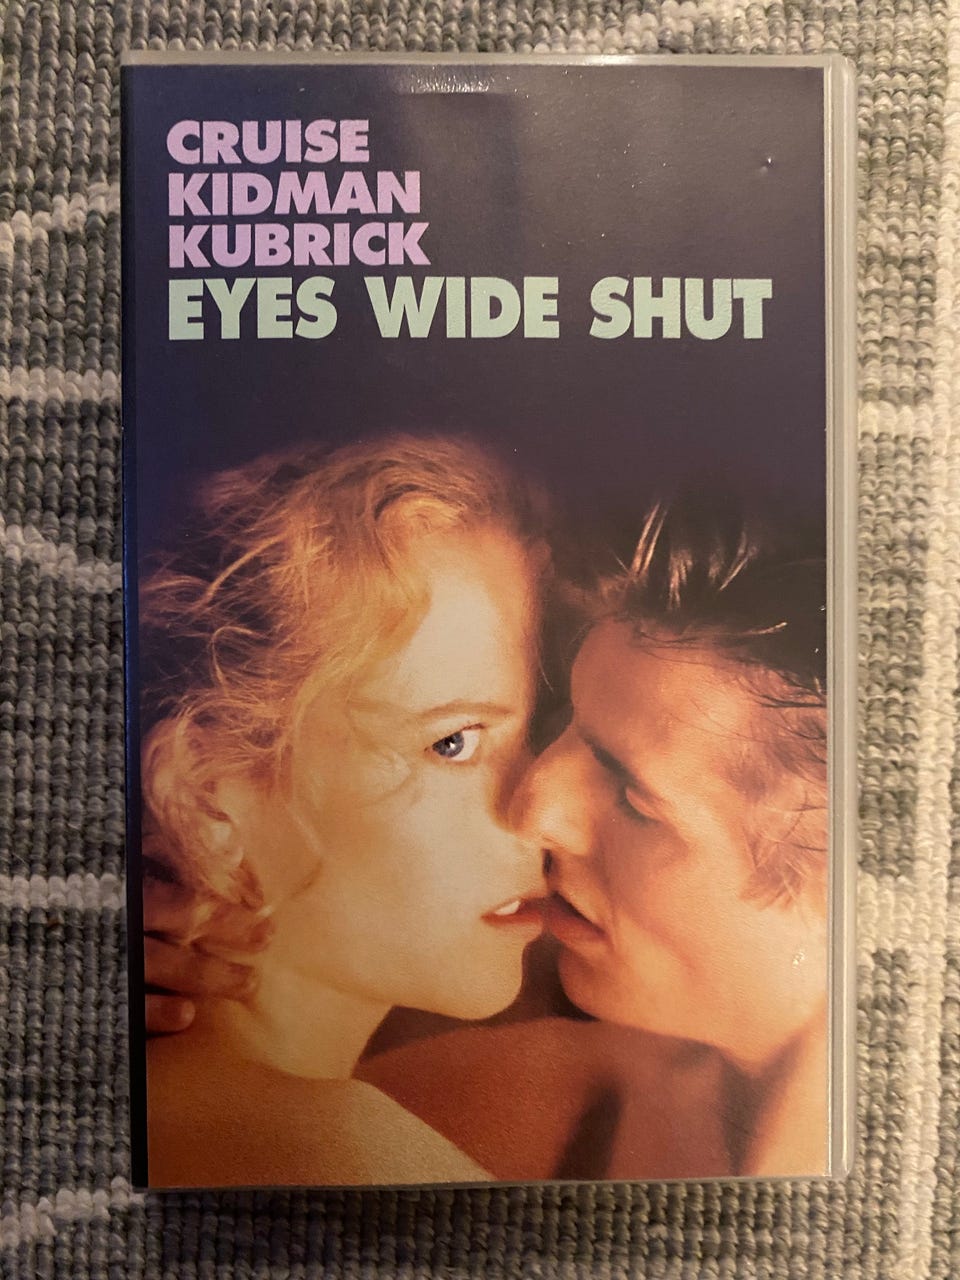 CRUISE
KIDMAN
KUBRICK
EYES WIDE SHUT